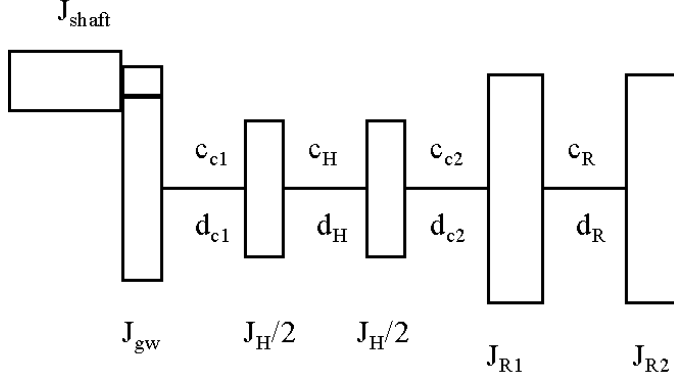 J_shaft
c_c1 c_H c_c2 c_R
d_c1 d_H d_c2 d_R
J_gw J_H/2 J_H/2 J_R1 J_R2